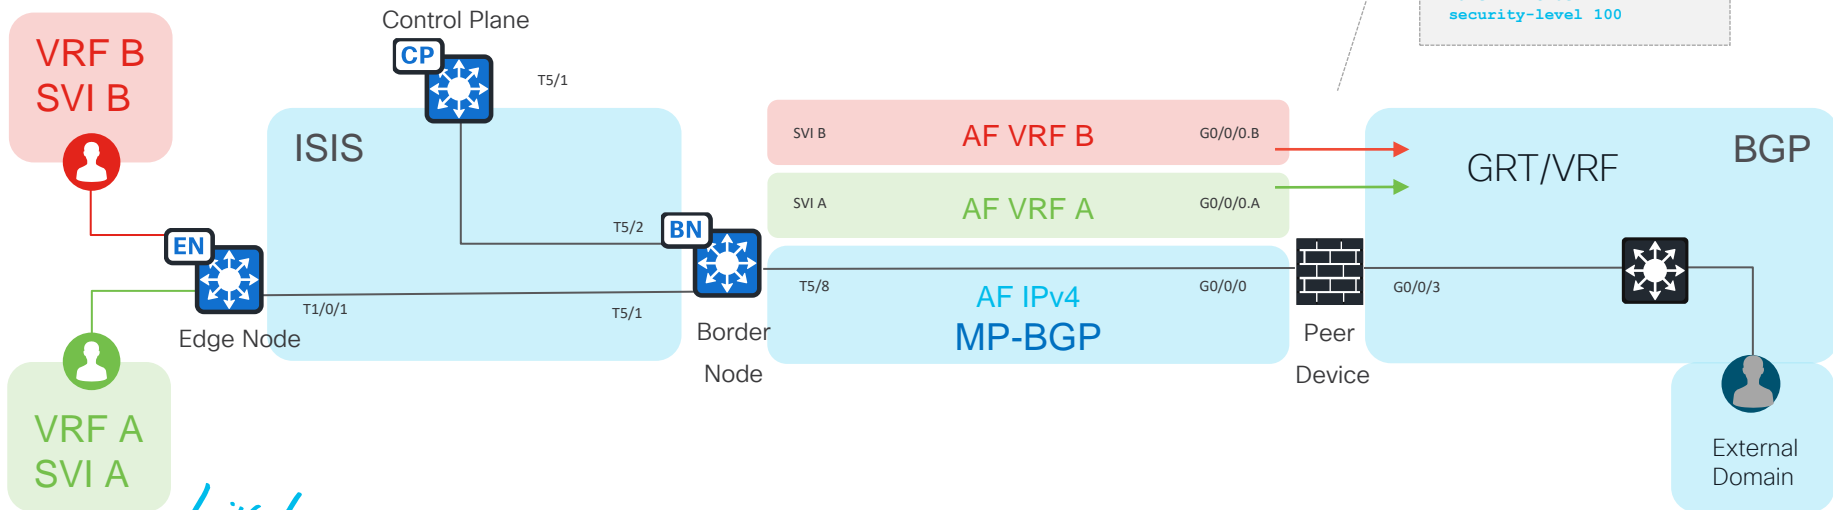 Control Plane
security-level 100
VRF B
SVI B
CP
T5/1
ISIS
SVI B
AF VRF B
G0/0/0.B
GRT/VRF
BGP
SVI A
AF VRF A
G0/0/0.A
EN
T5/2
BN
T1/0/1
T5/1
T5/8
AF IPv4
MP-BGP
G0/0/0
G0/0/3
Edge Node
Border
Node
Peer
Device
VRF A
SVI A
External
Domain